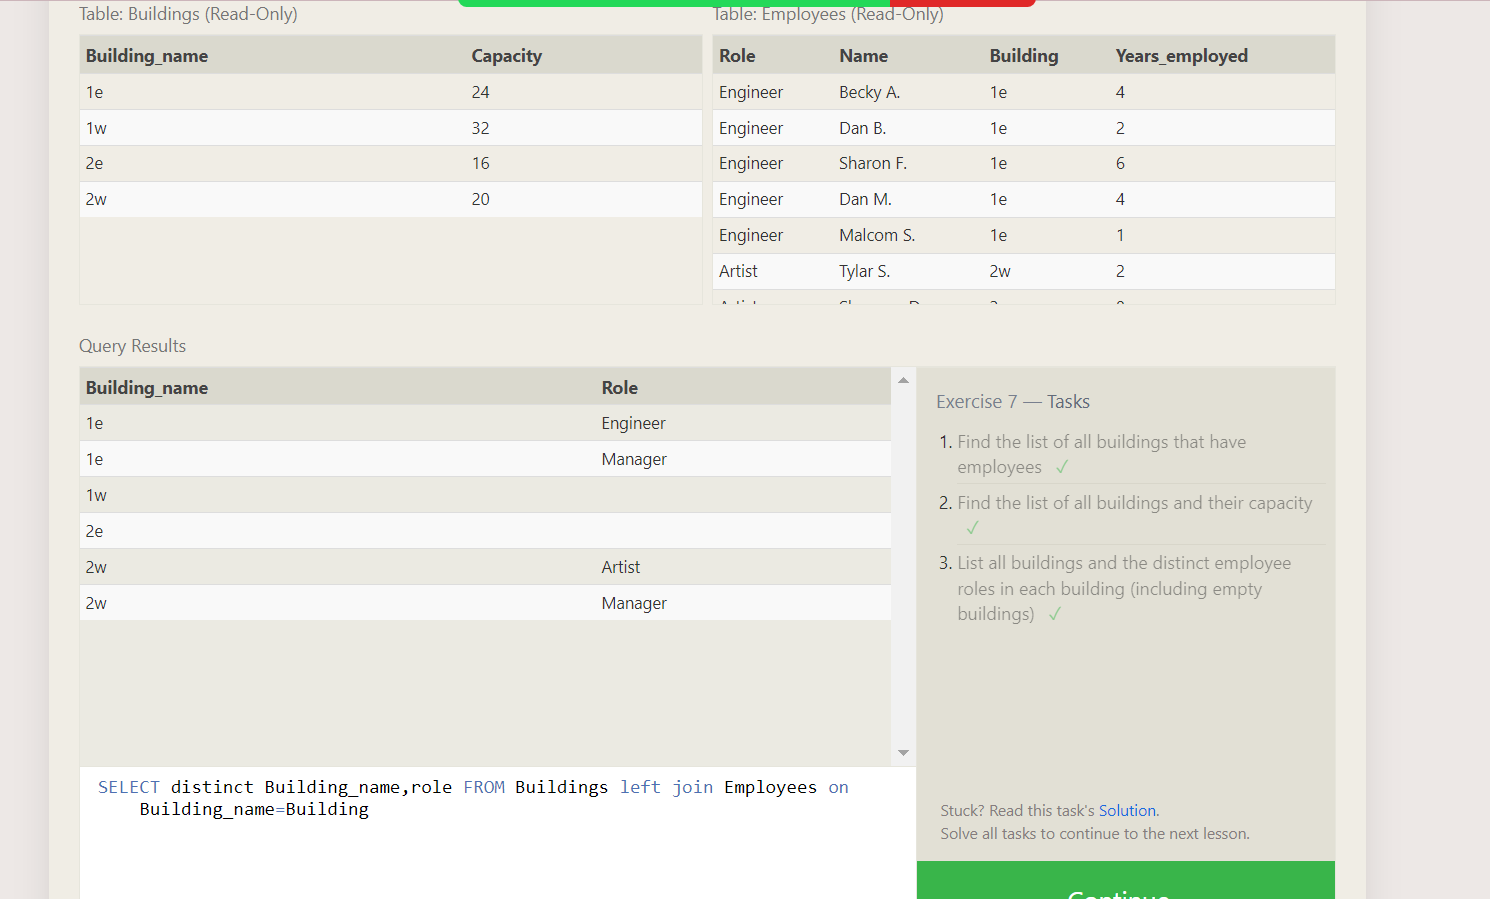 Table: Buildings (Read-Only)
Building_name Capacity
1e 24
1w 32
2e 16
2w 20
Table: Employees (Read-Only)
Role Name Building Years_employed
Engineer Becky A. 1e 4
Engineer Dan B. 1e 2
Engineer Sharon F. 1e 6
Engineer Dan M. 1e 4
Engineer Malcom S. 1e 1
Artist Tylar S. 2w 2
Query Results
Building_name Role
1e Engineer
1e Manager
1w
2e
2w Artist
2w Manager
SELECT distinct Building_name,role FROM Buildings left join Employees on
Building_name=Building
Exercise 7 — Tasks
1. Find the list of all buildings that have
employees ✓
2. Find the list of all buildings and their capacity
✓
3. List all buildings and the distinct employee
roles in each building (including empty
buildings) ✓
Stuck? Read this task's Solution.
Solve all tasks to continue to the next lesson.
Continue